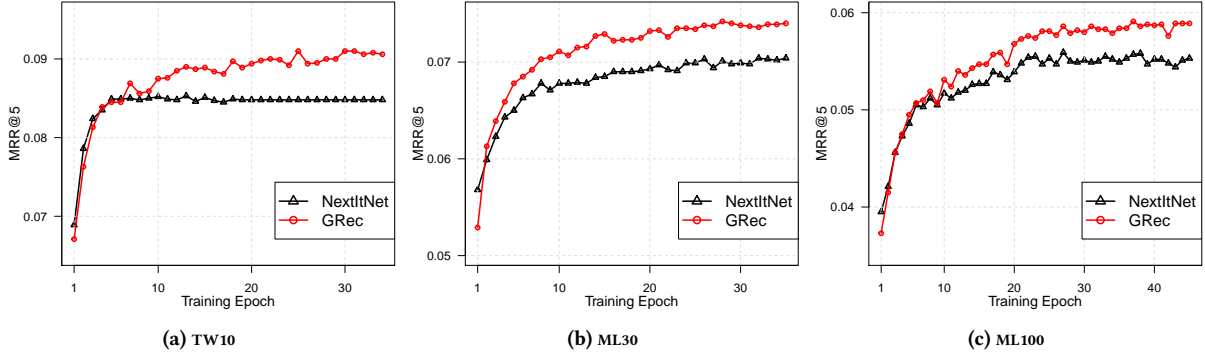 MRR@5
0.09
0.08
0.07
1
10
20
30
Training Epoch
NextItNet
GRec
(a) TW10
MRR@5
0.07
0.06
0.05
1
10
20
30
Training Epoch
NextItNet
GRec
(b) ML30
MRR@5
0.06
0.05
0.04
1
10
20
30
40
Training Epoch
NextItNet
GRec
(c) ML100